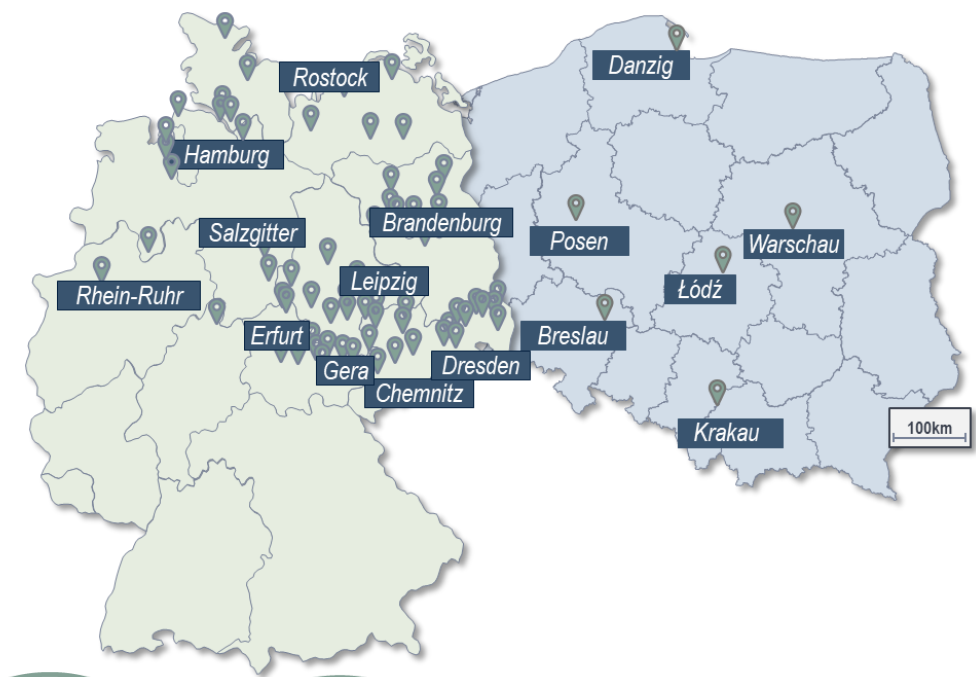 Danzig
Rostock
Hamburg
Brandenburg
Salzgitter
Posen
Warschau
Rhein-Ruhr
Leipzig
Łódź
Erfurt
Breslau
Gera
Dresden
Chemnitz
Krakau
100km